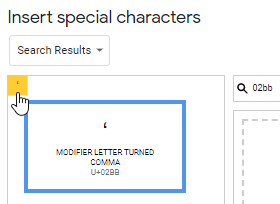 Insert special characters
Search Results
ʻ
02bb
ʻ
MODIFIER LETTER TURNED
COMMA
U+02BB